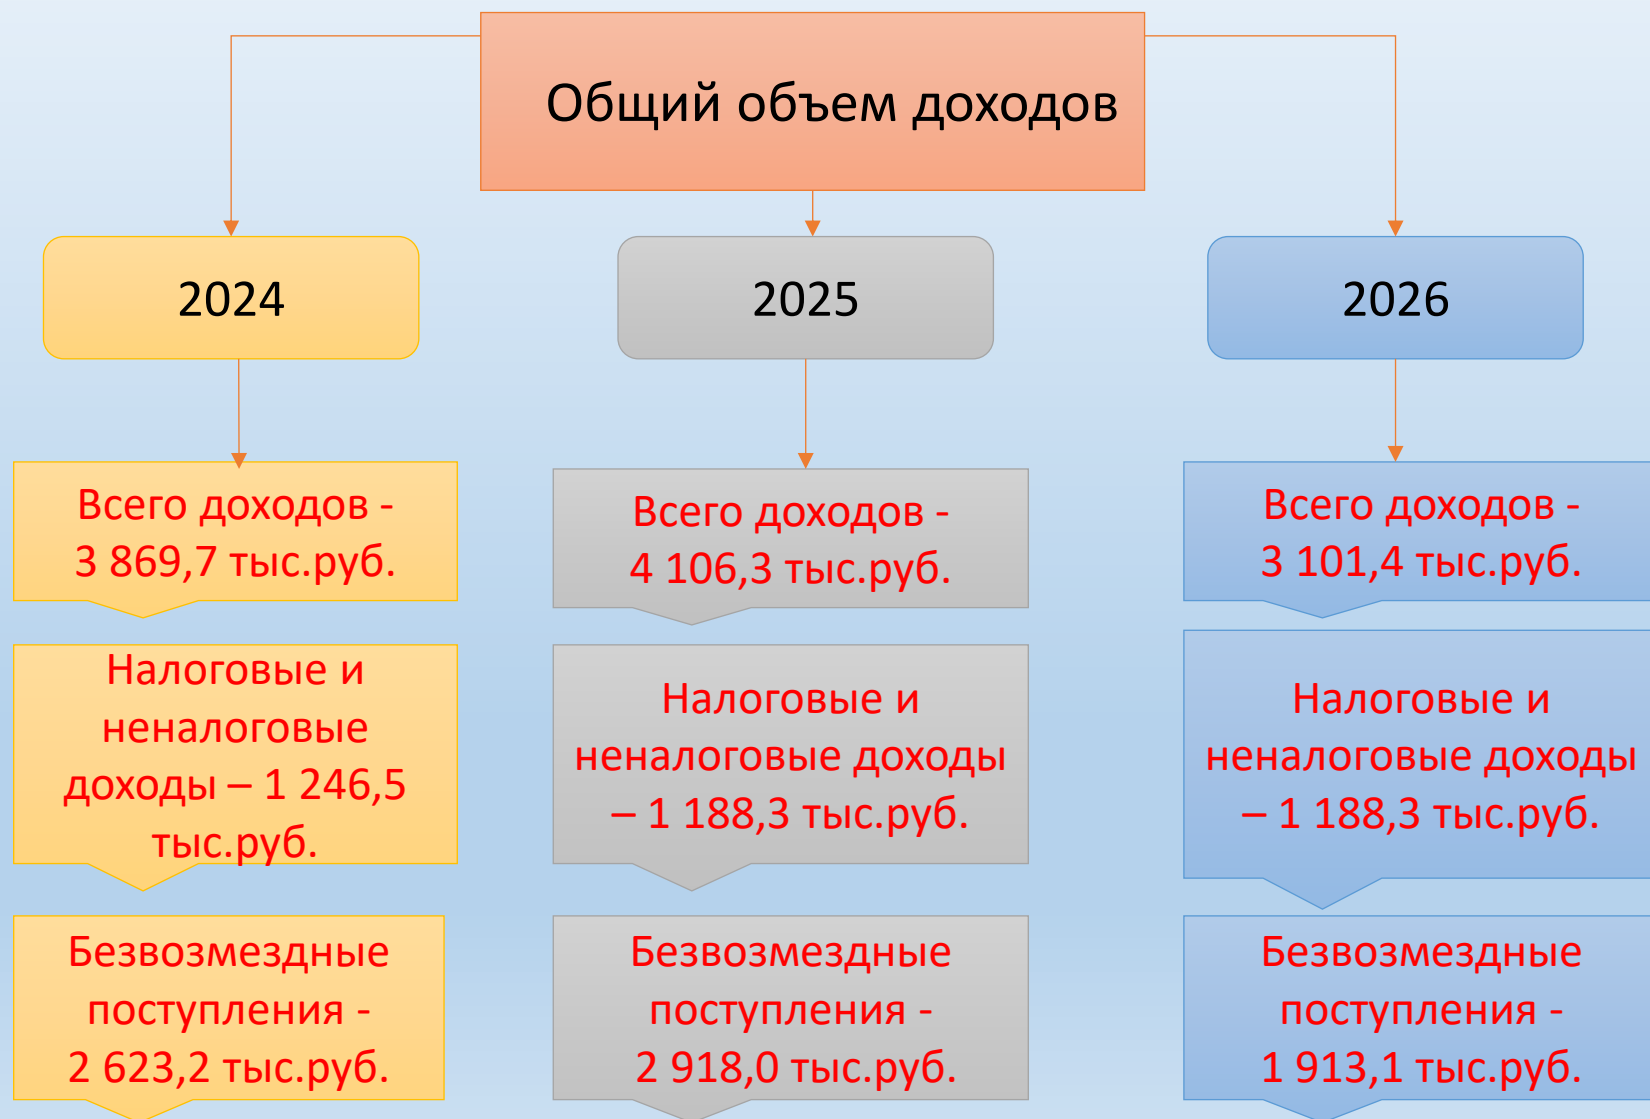 Общий объем доходов
2024
2025
2026
Всего доходов -
3 869,7 тыс.руб.
Всего доходов -
4 106,3 тыс.руб.
Всего доходов -
3 101,4 тыс.руб.
Налоговые и
неналоговые
доходы – 1 246,5
тыс.руб.
Налоговые и
неналоговые доходы
– 1 188,3 тыс.руб.
Налоговые и
неналоговые доходы
– 1 188,3 тыс.руб.
Безвозмездные
поступления -
2 623,2 тыс.руб.
Безвозмездные
поступления -
2 918,0 тыс.руб.
Безвозмездные
поступления -
1 913,1 тыс.руб.